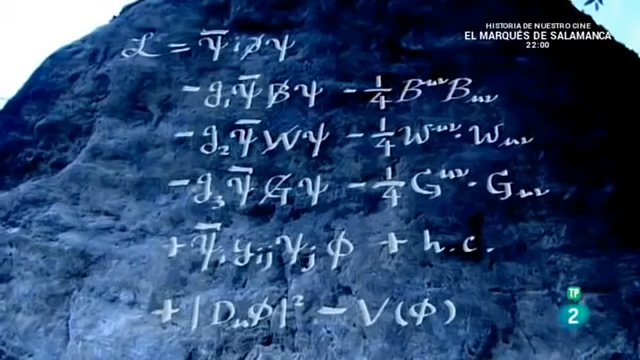 HISTORIA DE NUESTRO CINE
EL MARQUÉS DE SALAMANCA
22:00
ℒ = Ψ̄ i∂̸ Ψ
- g₁Ψ̄B̸Ψ - 1/4 B^μν B_μν
- g₂Ψ̄W̸Ψ - 1/4 W^μν · W_μν
- g₃Ψ̄G̸Ψ - 1/4 G^μν · G_μν
+ Ψ̄ᵢ yᵢⱼ Ψⱼ ϕ + h.c.
+ |D_μ ϕ|² - V(ϕ)
TP
2